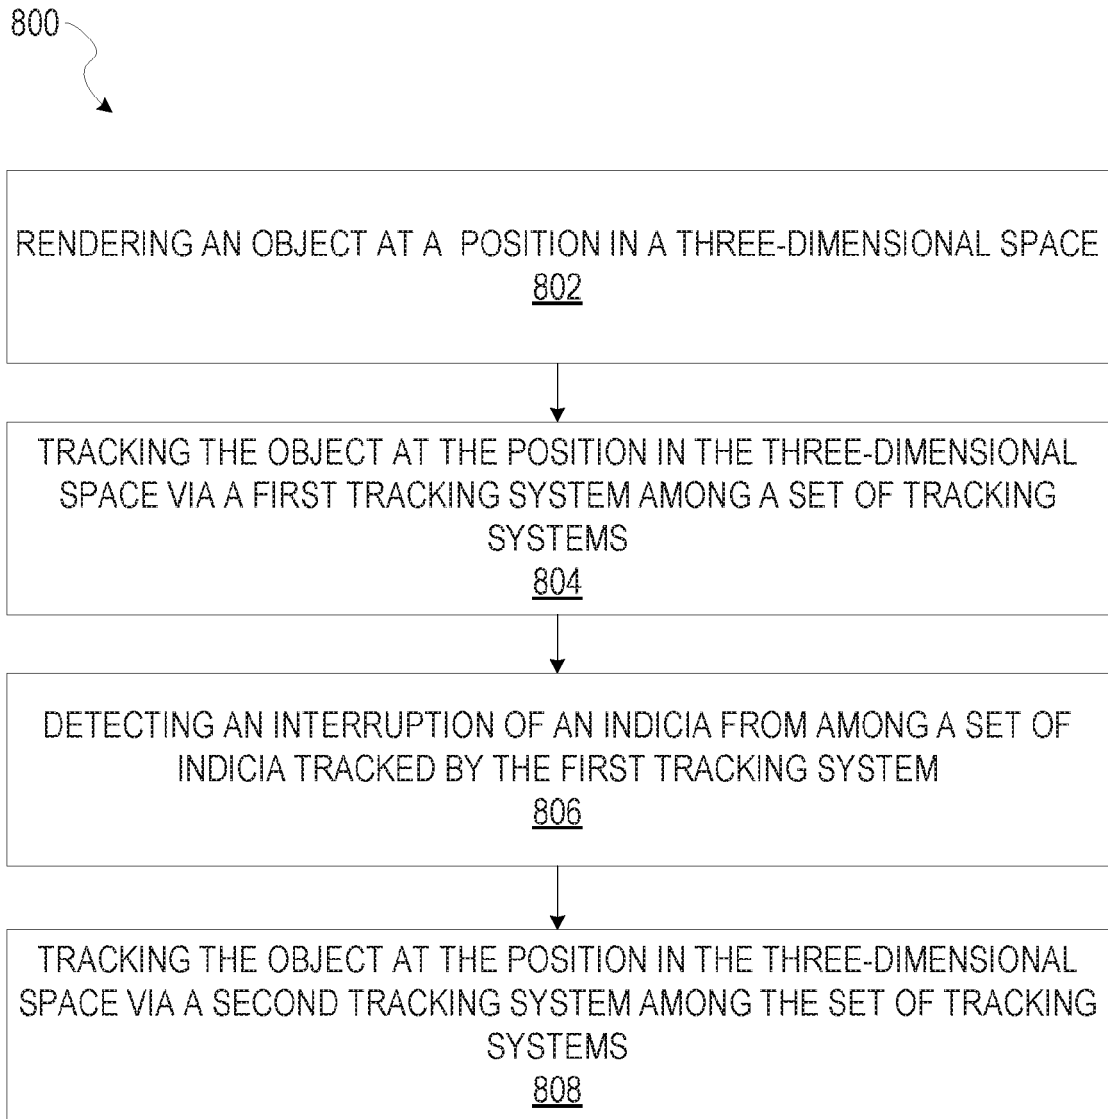 800
RENDERING AN OBJECT AT A POSITION IN A THREE-DIMENSIONAL SPACE
802
TRACKING THE OBJECT AT THE POSITION IN THE THREE-DIMENSIONAL
SPACE VIA A FIRST TRACKING SYSTEM AMONG A SET OF TRACKING
SYSTEMS
804
DETECTING AN INTERRUPTION OF AN INDICIA FROM AMONG A SET OF
INDICIA TRACKED BY THE FIRST TRACKING SYSTEM
806
TRACKING THE OBJECT AT THE POSITION IN THE THREE-DIMENSIONAL
SPACE VIA A SECOND TRACKING SYSTEM AMONG THE SET OF TRACKING
SYSTEMS
808